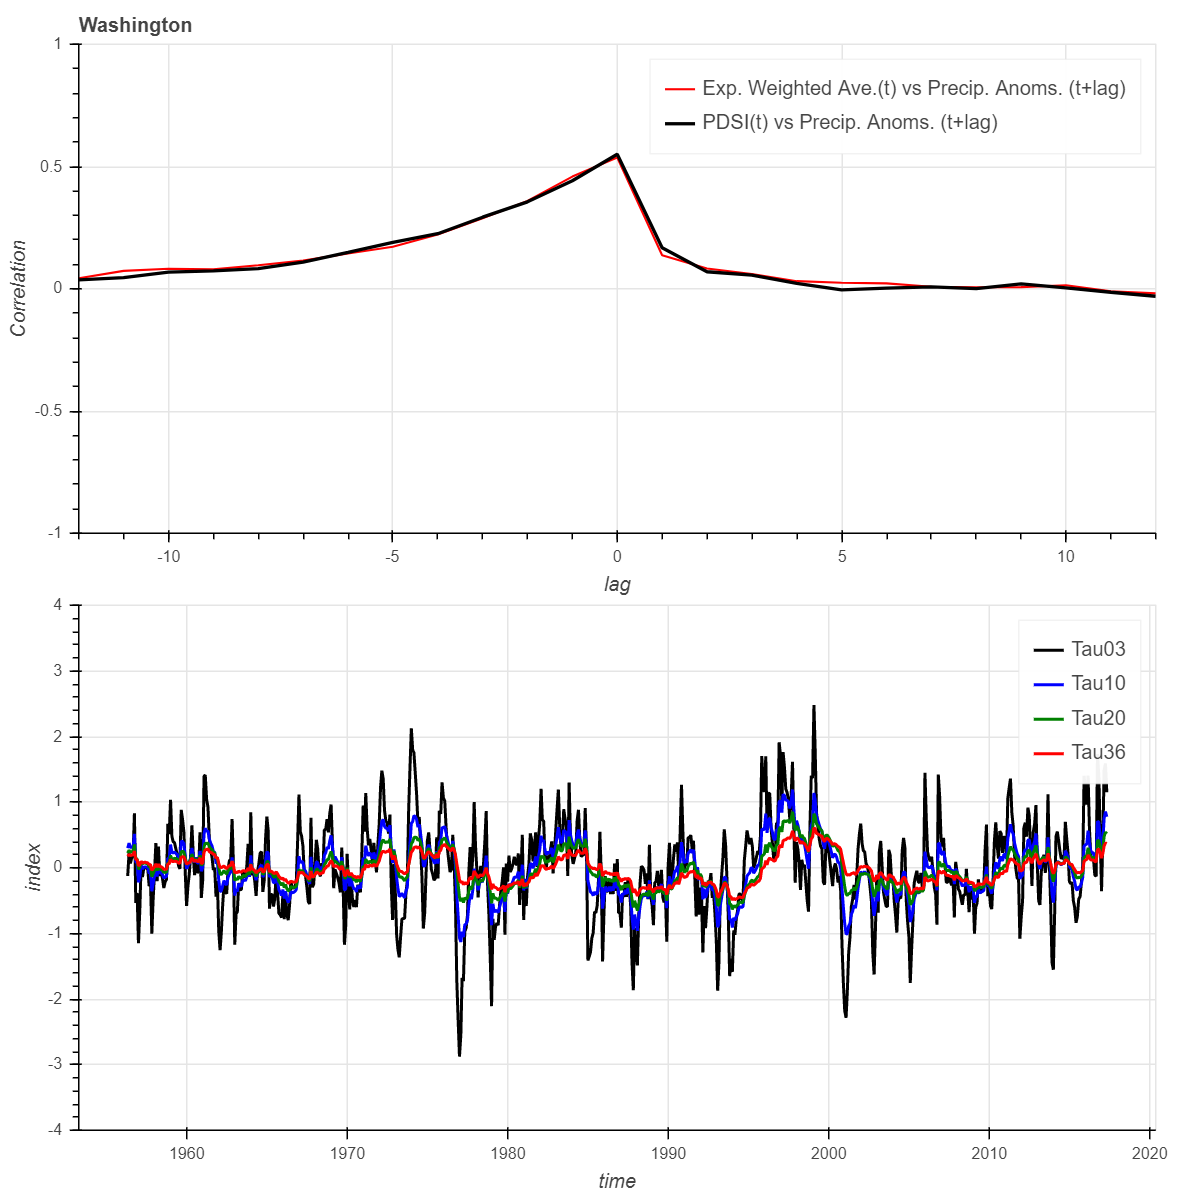 Washington
1
0.5
0
-0.5
-1
Correlation
Exp. Weighted Ave.(t) vs Precip. Anoms. (t+lag)
PDSI(t) vs Precip. Anoms. (t+lag)
-10
-5
0
5
10
lag
4
3
2
1
0
-1
-2
-3
-4
index
Tau03
Tau10
Tau20
Tau36
1960
1970
1980
1990
2000
2010
2020
time